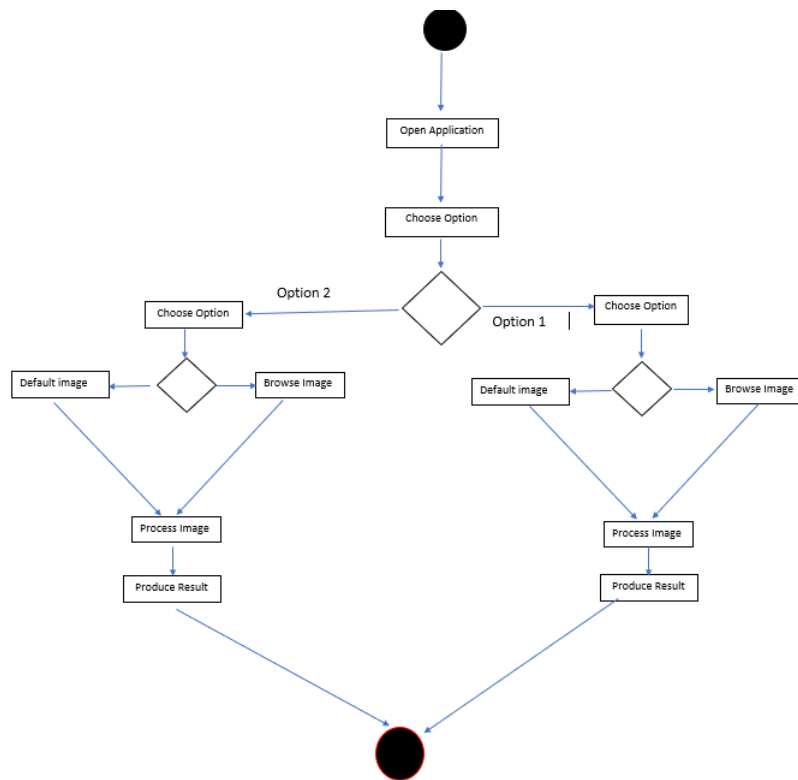 Open Application
Choose Option
Option 2
Option 1
Choose Option
Choose Option
Default image
Browse Image
Default image
Browse Image
Process Image
Process Image
Produce Result
Produce Result